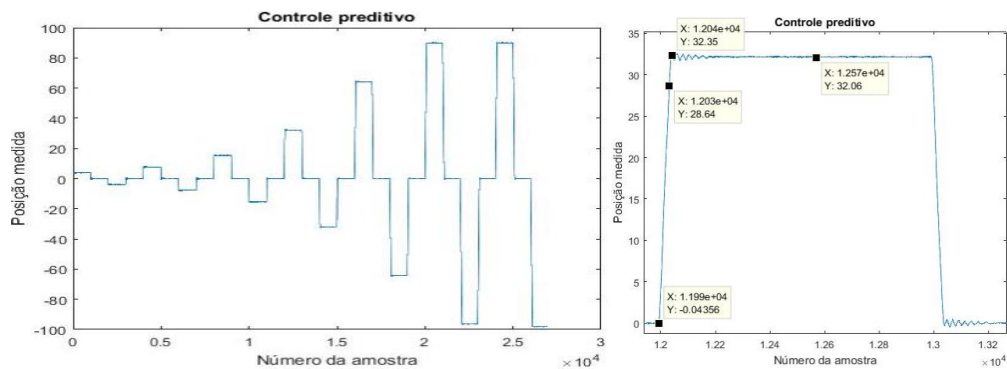 Controle preditivo
Posição medida
100
80
60
40
20
0
-20
-40
-60
-80
-100
0
0.5
1
1.5
2
2.5
3
× 10⁴
Número da amostra
Controle preditivo
Posição medida
35
30
25
20
15
10
5
0
X: 1.204e+04
Y: 32.35
X: 1.203e+04
Y: 28.64
X: 1.257e+04
Y: 32.06
X: 1.199e+04
Y: -0.04356
1.2
1.22
1.24
1.26
1.28
1.3
1.32
× 10⁴
Número da amostra